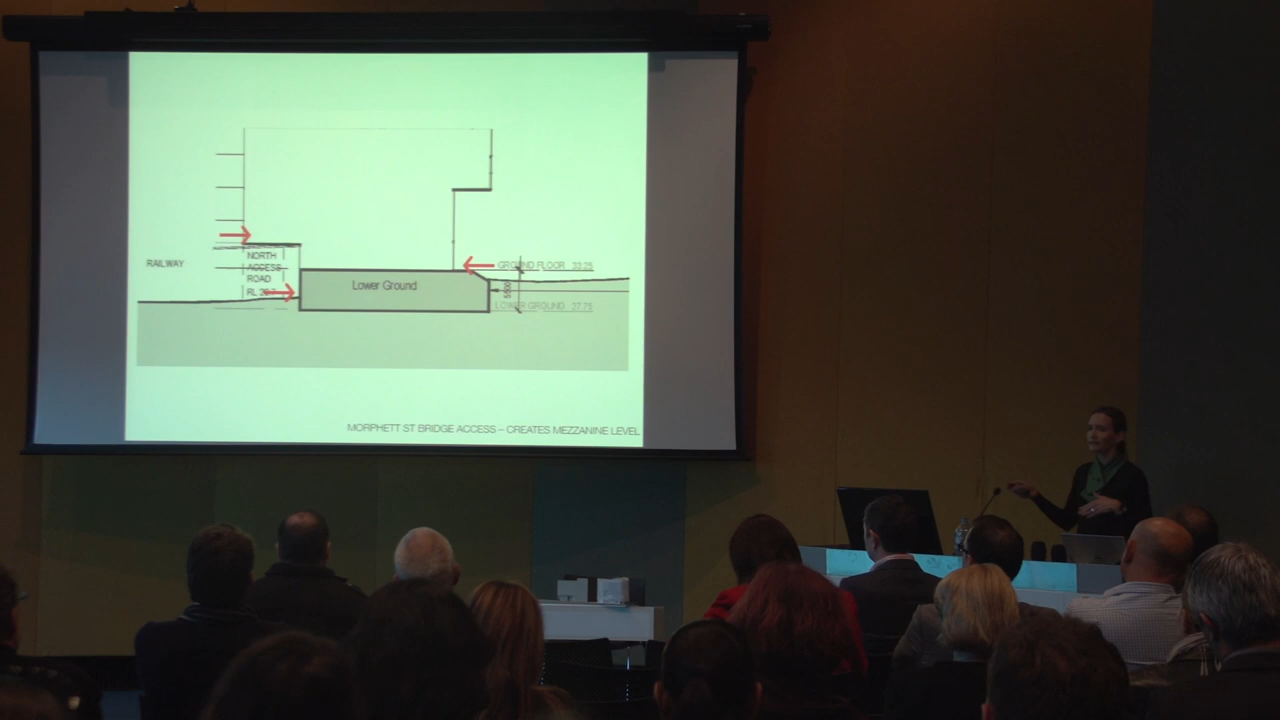 RAILWAY
NORTH
ACCESS
ROAD
RL
Lower Ground
GROUND FLOOR 33.25
5500
LOWER GROUND 27.75
MORPHETT ST BRIDGE ACCESS – CREATES MEZZANINE LEVEL